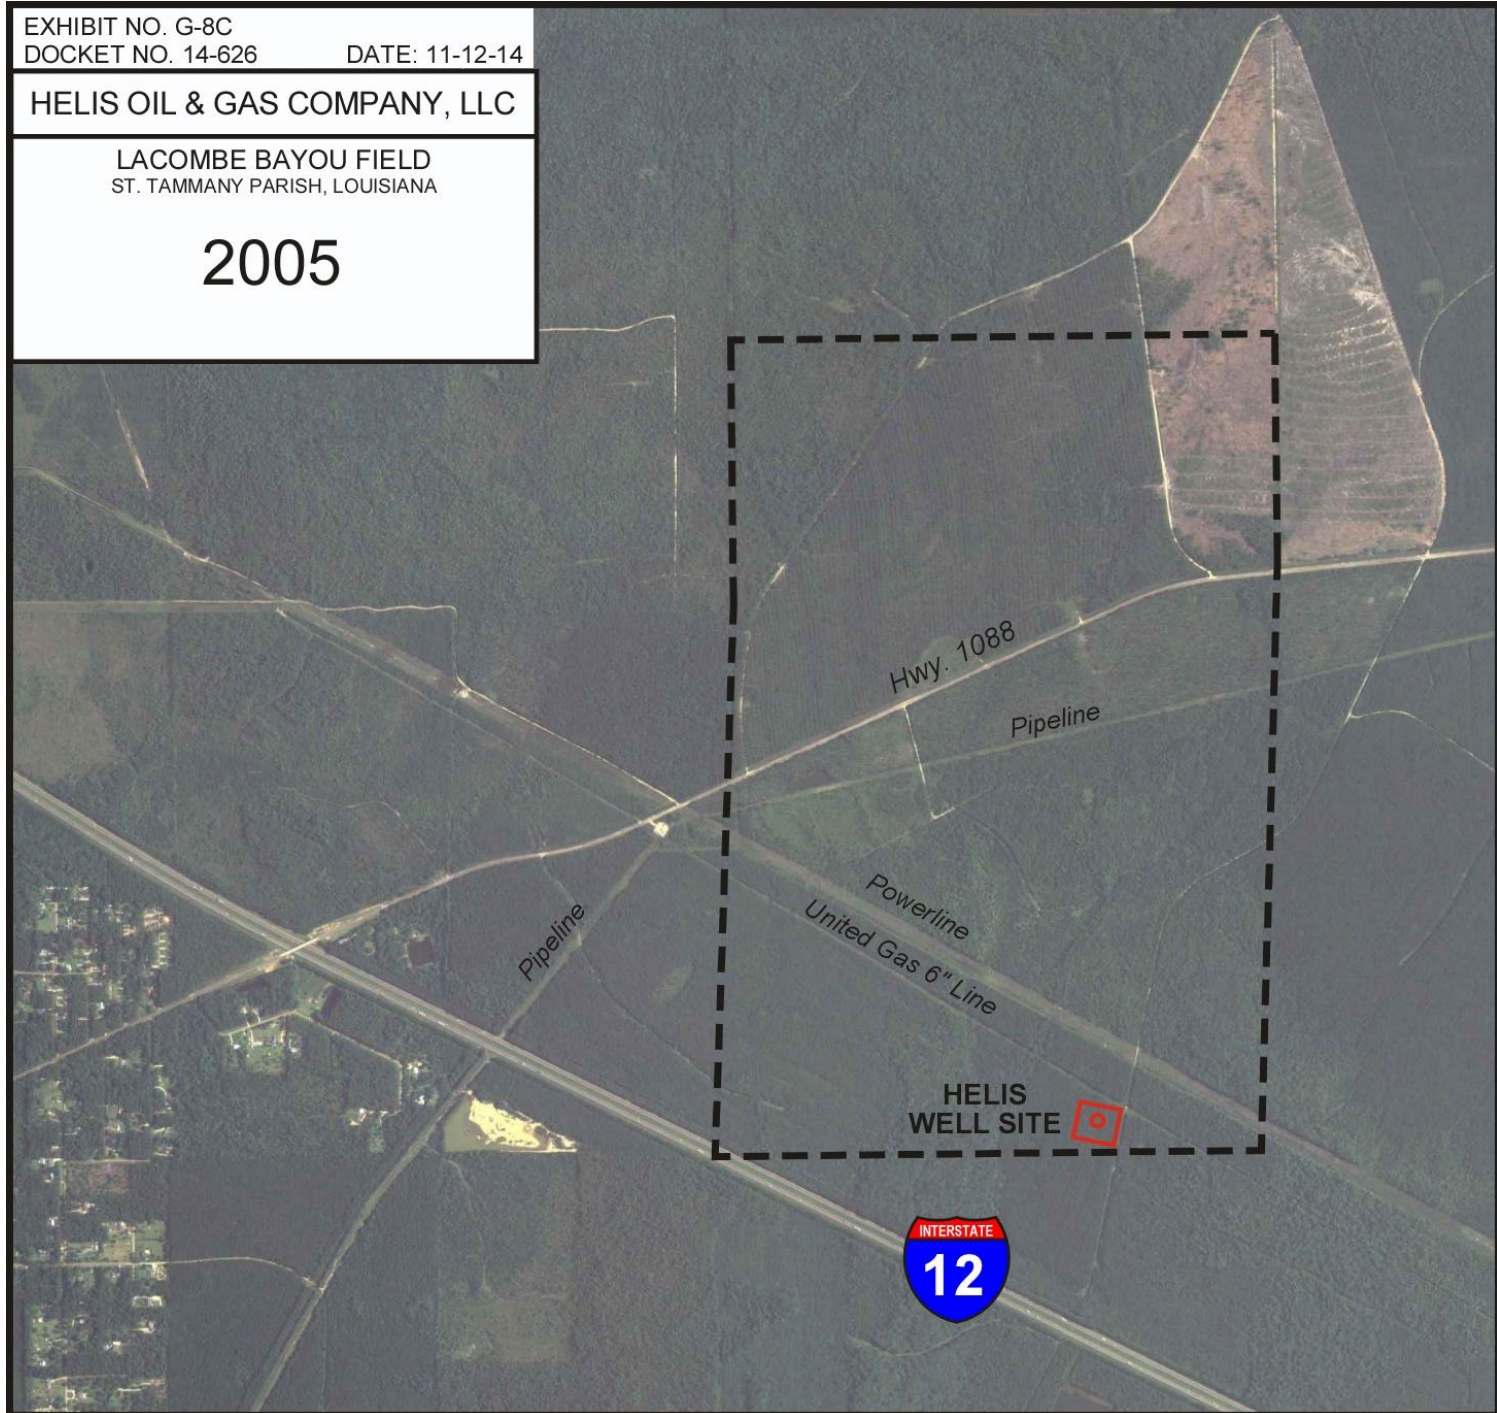 EXHIBIT NO. G-8C
DOCKET NO. 14-626 DATE: 11-12-14
HELIS OIL & GAS COMPANY, LLC
LACOMBE BAYOU FIELD
ST. TAMMANY PARISH, LOUISIANA
2005
Hwy. 1088
Pipeline
Powerline
United Gas 6" Line
Pipeline
HELIS
WELL SITE
INTERSTATE
12